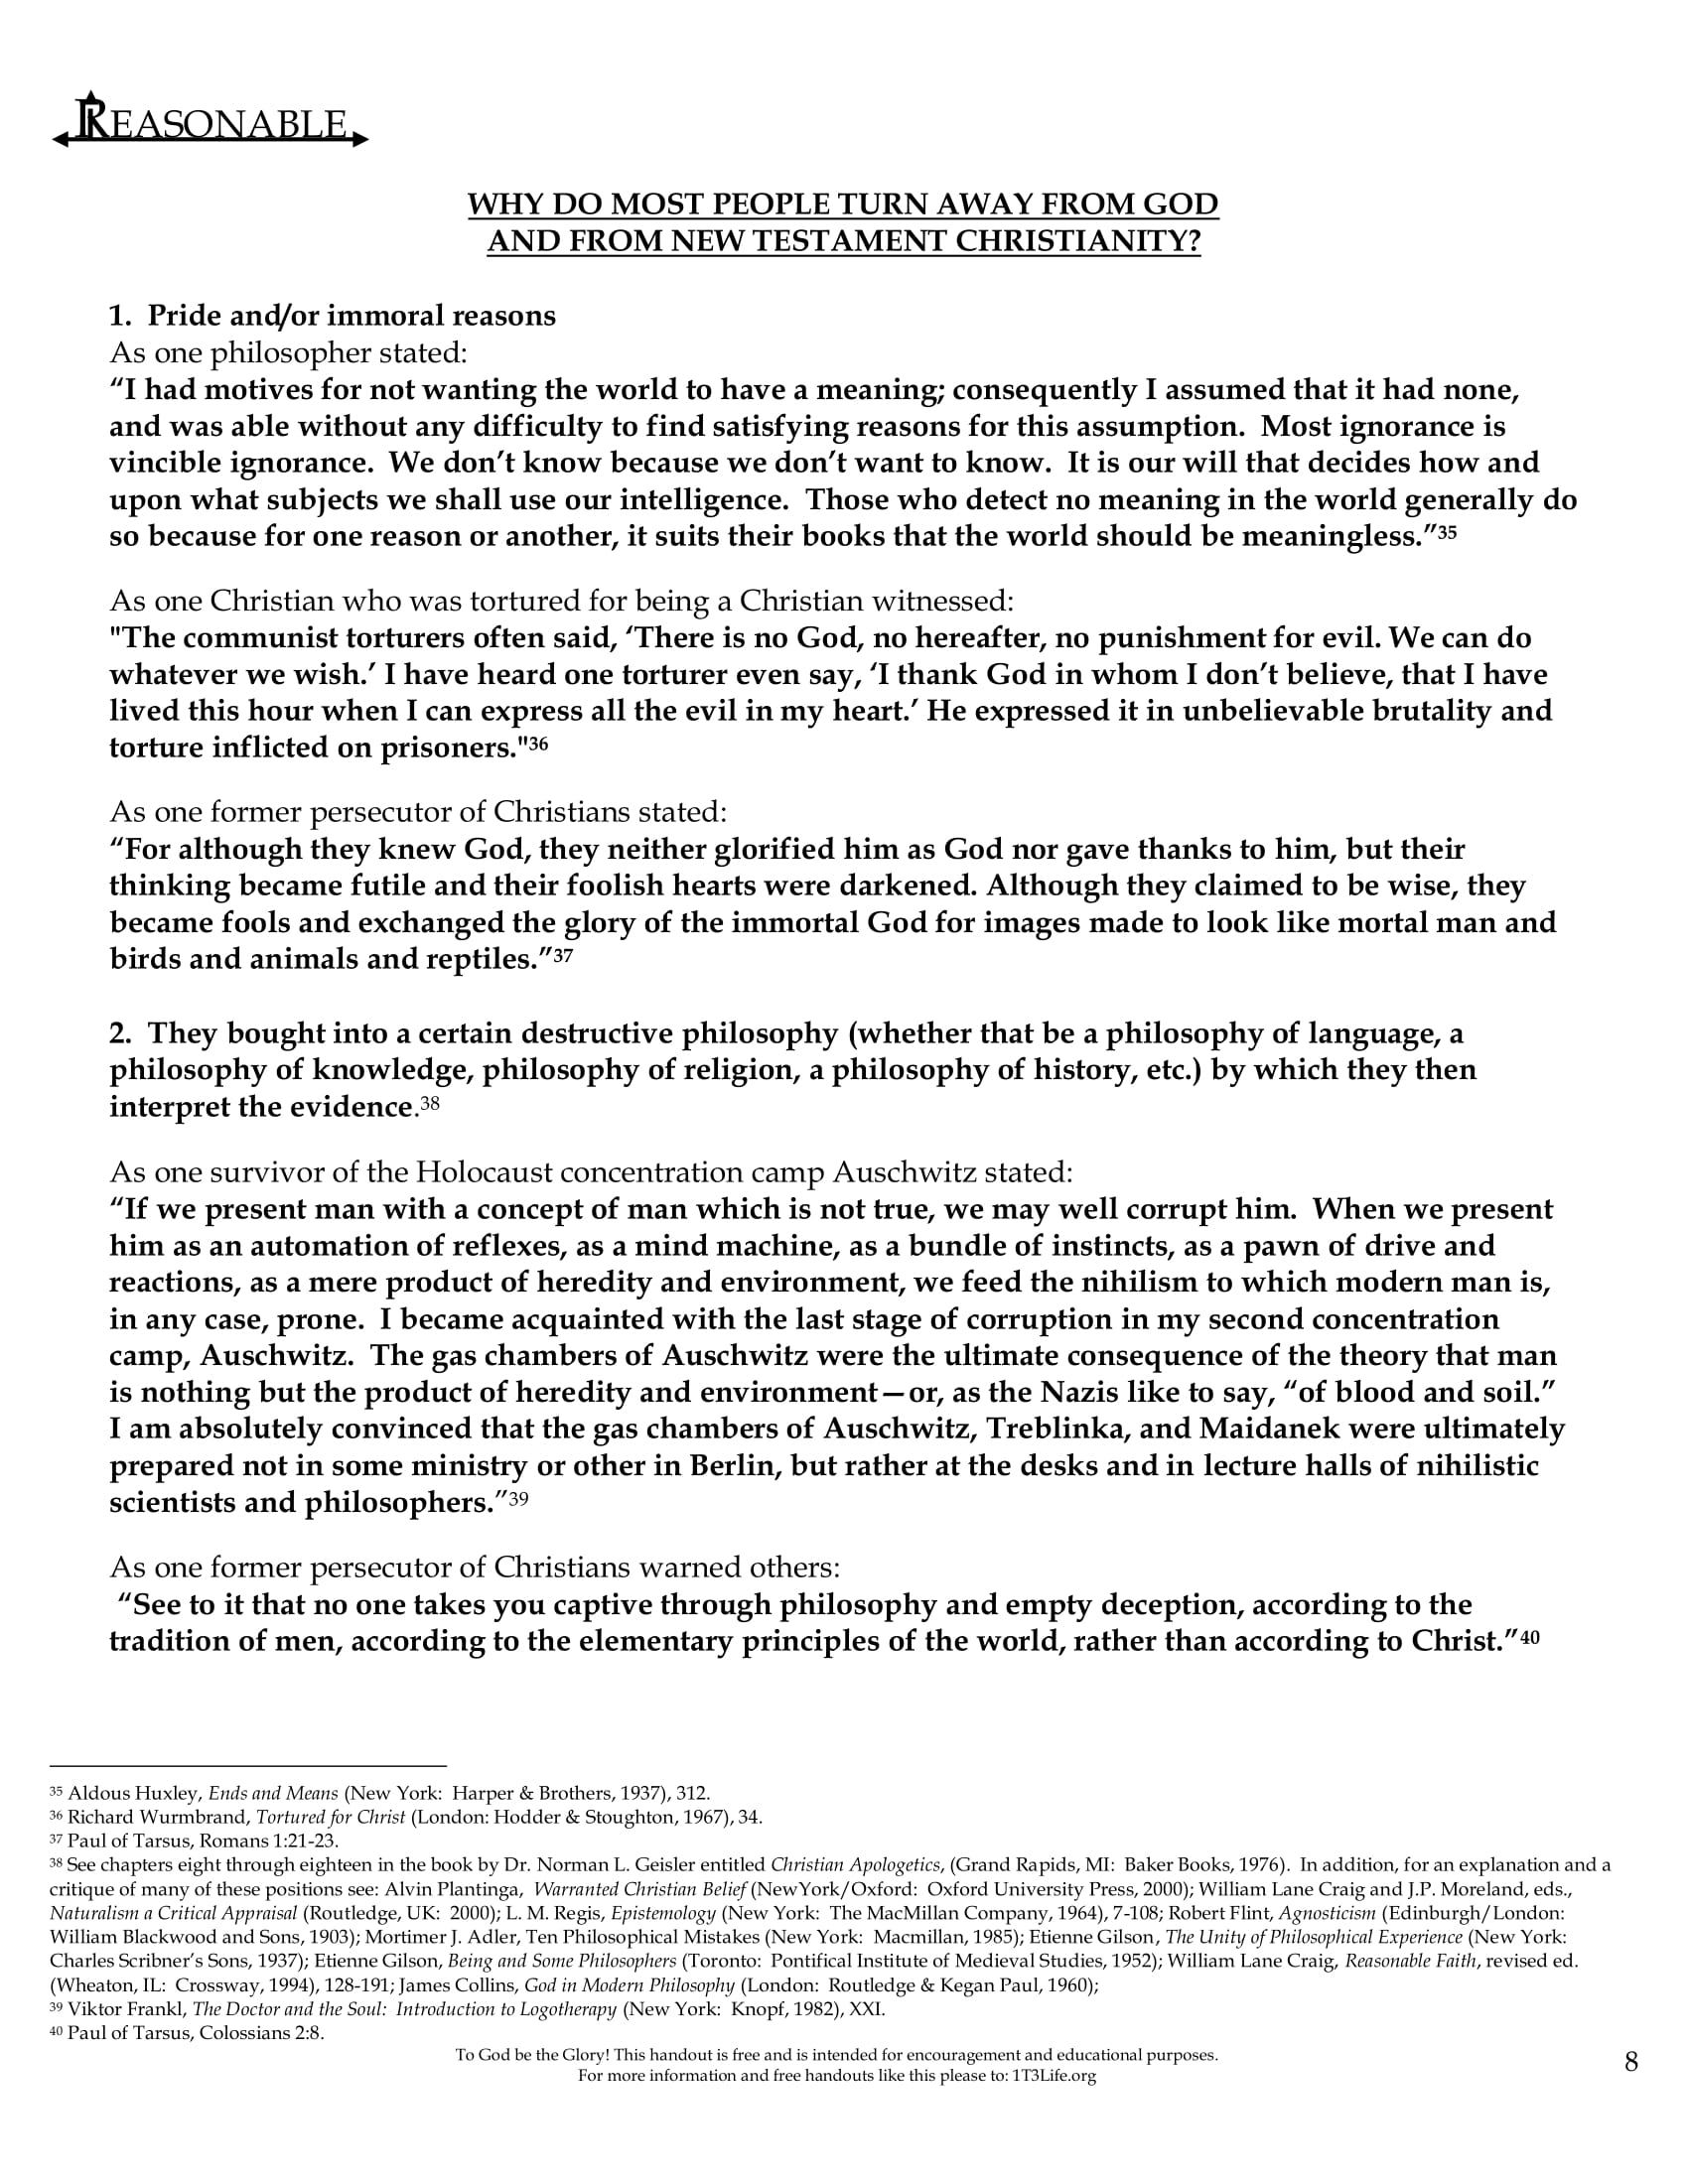 REASONABLE
WHY DO MOST PEOPLE TURN AWAY FROM GOD
AND FROM NEW TESTAMENT CHRISTIANITY?
1.  Pride and/or immoral reasons
As one philosopher stated:
“I had motives for not wanting the world to have a meaning; consequently I assumed that it had none,
and was able without any difficulty to find satisfying reasons for this assumption.  Most ignorance is
vincible ignorance.  We don’t know because we don’t want to know.  It is our will that decides how and
upon what subjects we shall use our intelligence.  Those who detect no meaning in the world generally do
so because for one reason or another, it suits their books that the world should be meaningless.”35
As one Christian who was tortured for being a Christian witnessed:
"The communist torturers often said, ‘There is no God, no hereafter, no punishment for evil. We can do
whatever we wish.’ I have heard one torturer even say, ‘I thank God in whom I don’t believe, that I have
lived this hour when I can express all the evil in my heart.’ He expressed it in unbelievable brutality and
torture inflicted on prisoners."36
As one former persecutor of Christians stated:
“For although they knew God, they neither glorified him as God nor gave thanks to him, but their
thinking became futile and their foolish hearts were darkened. Although they claimed to be wise, they
became fools and exchanged the glory of the immortal God for images made to look like mortal man and
birds and animals and reptiles.”37
2.  They bought into a certain destructive philosophy (whether that be a philosophy of language, a
philosophy of knowledge, philosophy of religion, a philosophy of history, etc.) by which they then
interpret the evidence.38
As one survivor of the Holocaust concentration camp Auschwitz stated:
“If we present man with a concept of man which is not true, we may well corrupt him.  When we present
him as an automation of reflexes, as a mind machine, as a bundle of instincts, as a pawn of drive and
reactions, as a mere product of heredity and environment, we feed the nihilism to which modern man is,
in any case, prone.  I became acquainted with the last stage of corruption in my second concentration
camp, Auschwitz.  The gas chambers of Auschwitz were the ultimate consequence of the theory that man
is nothing but the product of heredity and environment—or, as the Nazis like to say, “of blood and soil.”
I am absolutely convinced that the gas chambers of Auschwitz, Treblinka, and Maidanek were ultimately
prepared not in some ministry or other in Berlin, but rather at the desks and in lecture halls of nihilistic
scientists and philosophers.”39
As one former persecutor of Christians warned others:
“See to it that no one takes you captive through philosophy and empty deception, according to the
tradition of men, according to the elementary principles of the world, rather than according to Christ.”40
35 Aldous Huxley, Ends and Means (New York:  Harper & Brothers, 1937), 312.
36 Richard Wurmbrand, Tortured for Christ (London: Hodder & Stoughton, 1967), 34.
37 Paul of Tarsus, Romans 1:21-23.
38 See chapters eight through eighteen in the book by Dr. Norman L. Geisler entitled Christian Apologetics, (Grand Rapids, MI:  Baker Books, 1976).  In addition, for an explanation and a
critique of many of these positions see: Alvin Plantinga,  Warranted Christian Belief (NewYork/Oxford:  Oxford University Press, 2000); William Lane Craig and J.P. Moreland, eds.,
Naturalism a Critical Appraisal (Routledge, UK:  2000); L. M. Regis, Epistemology (New York:  The MacMillan Company, 1964), 7-108; Robert Flint, Agnosticism (Edinburgh/London:
William Blackwood and Sons, 1903); Mortimer J. Adler, Ten Philosophical Mistakes (New York:  Macmillan, 1985); Etienne Gilson, The Unity of Philosophical Experience (New York:
Charles Scribner’s Sons, 1937); Etienne Gilson, Being and Some Philosophers (Toronto:  Pontifical Institute of Medieval Studies, 1952); William Lane Craig, Reasonable Faith, revised ed.
(Wheaton, IL:  Crossway, 1994), 128-191; James Collins, God in Modern Philosophy (London:  Routledge & Kegan Paul, 1960);
39 Viktor Frankl, The Doctor and the Soul:  Introduction to Logotherapy (New York:  Knopf, 1982), XXI.
40 Paul of Tarsus, Colossians 2:8.
To God be the Glory! This handout is free and is intended for encouragement and educational purposes.
For more information and free handouts like this please to: 1T3Life.org
8